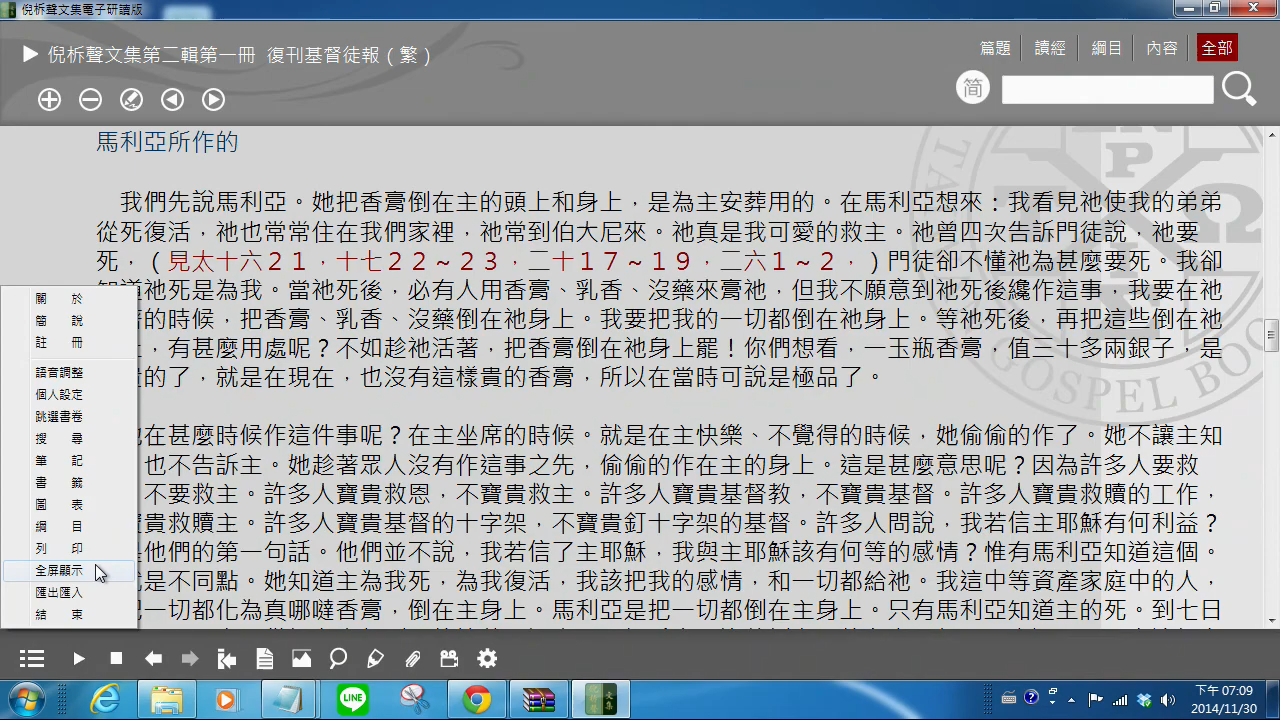 倪柝聲文集電子研讀版
倪柝聲文集第二輯第一冊 復刊基督徒報（繁）
篇題 讀經 綱目 內容 全部
简
馬利亞所作的
我們先說馬利亞。她把香膏倒在主的頭上和身上，是為主安葬用的。在馬利亞想來：我看見祂使我的弟弟
從死復活，祂也常常住在我們家裡，祂常到伯大尼來。祂真是我可愛的救主。祂曾四次告訴門徒說，祂要
死，（見太十六２１，十七２２～２３，二十１７～１９，二六１～２，）門徒卻不懂祂為甚麼要死。我卻
知道祂死是為我。當祂死後，必有人用香膏、乳香、沒藥來膏祂，但我不願意到祂死後纔作這事，我要在祂
的時候，把香膏、乳香、沒藥倒在祂身上。我要把我的一切都倒在祂身上。等祂死後，再把這些倒在祂
，有甚麼用處呢？不如趁祂活著，把香膏倒在祂身上罷！你們想看，一玉瓶香膏，值三十多兩銀子，是
的了，就是在現在，也沒有這樣貴的香膏，所以在當時可說是極品了。
在甚麼時候作這件事呢？在主坐席的時候。就是在主快樂、不覺得的時候，她偷偷的作了。她不讓主知
也不告訴主。她趁著眾人沒有作這事之先，偷偷的作在主的身上。這是甚麼意思呢？因為許多人要救
不要救主。許多人寶貴救恩，不寶貴救主。許多人寶貴基督教，不寶貴基督。許多人寶貴救贖的工作，
寶貴救贖主。許多人寶貴基督的十字架，不寶貴釘十字架的基督。許多人問說，我若信主耶穌有何利益？
他們的第一句話。他們並不說，我若信了主耶穌，我與主耶穌該有何等的感情？惟有馬利亞知道這個。
是不同點。她知道主為我死，為我復活，我該把我的感情，和一切都給祂。我這中等資產家庭中的人，
把一切都化為真哪噠香膏，倒在主身上。馬利亞是把一切都倒在主身上。只有馬利亞知道主的死。到七日
關 於
簡 說
註 冊
語音調整
個人設定
跳選書卷
搜 尋
筆 記
書 籤
圖 表
綱 目
列 印
全屏顯示
匯出匯入
結 束
GOSPEL BOO
LINE
下午 07:09
2014/11/30